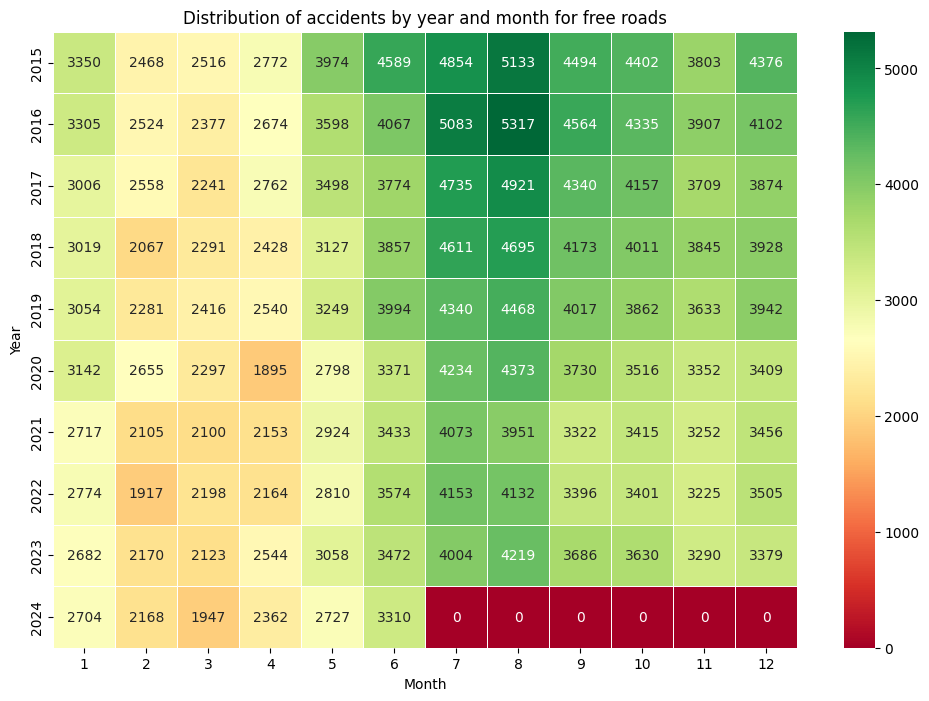 Distribution of accidents by year and month for free roads
2015 3350 2468 2516 2772 3974 4589 4854 5133 4494 4402 3803 4376
2016 3305 2524 2377 2674 3598 4067 5083 5317 4564 4335 3907 4102
2017 3006 2558 2241 2762 3498 3774 4735 4921 4340 4157 3709 3874
2018 3019 2067 2291 2428 3127 3857 4611 4695 4173 4011 3845 3928
2019 3054 2281 2416 2540 3249 3994 4340 4468 4017 3862 3633 3942
2020 3142 2655 2297 1895 2798 3371 4234 4373 3730 3516 3352 3409
2021 2717 2105 2100 2153 2924 3433 4073 3951 3322 3415 3252 3456
2022 2774 1917 2198 2164 2810 3574 4153 4132 3396 3401 3225 3505
2023 2682 2170 2123 2544 3058 3472 4004 4219 3686 3630 3290 3379
2024 2704 2168 1947 2362 2727 3310 0 0 0 0 0 0
1 2 3 4 5 6 7 8 9 10 11 12
Month
Year
5000
4000
3000
2000
1000
0